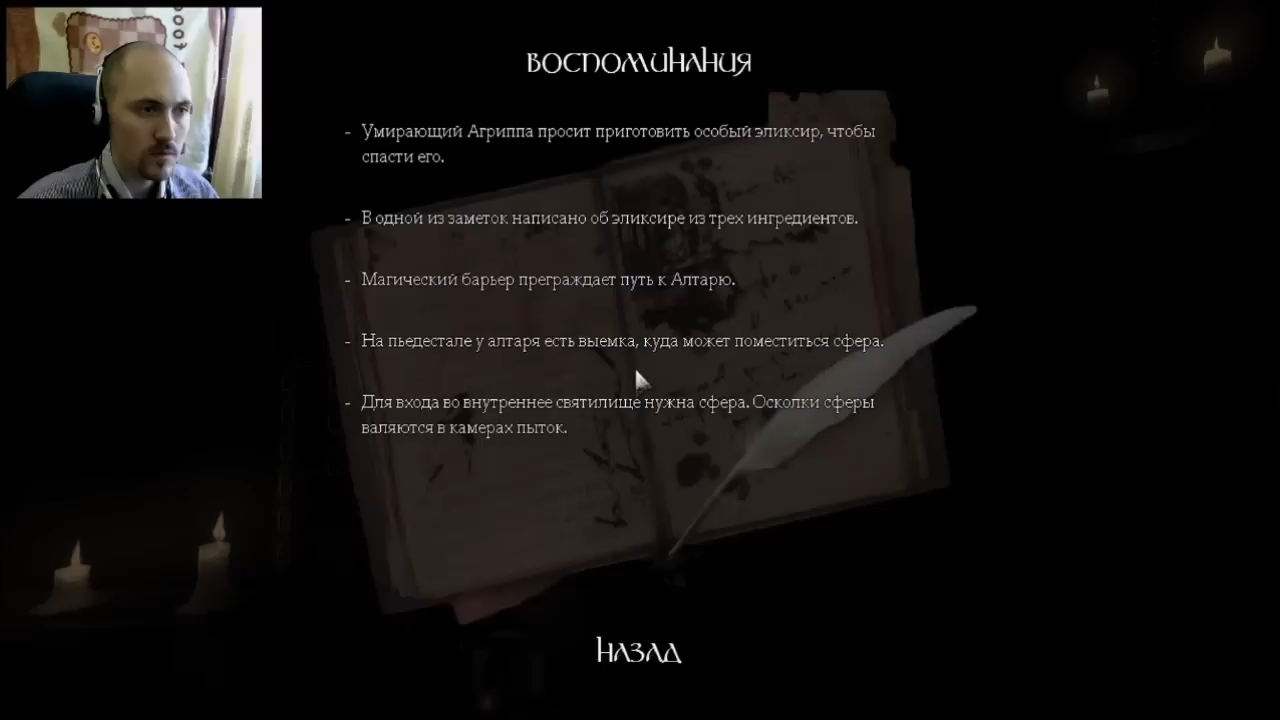 Воспоминания
- Умирающий Агриппа просит приготовить особый эликсир, чтобы
спасти его.
- В одной из заметок написано об эликсире из трех ингредиентов.
- Магический барьер преграждает путь к Алтарю.
- На пьедестале у алтаря есть выемка, куда может поместиться сфера.
- Для входа во внутреннее святилище нужна сфера. Осколки сферы
валяются в камерах пыток.
Назад